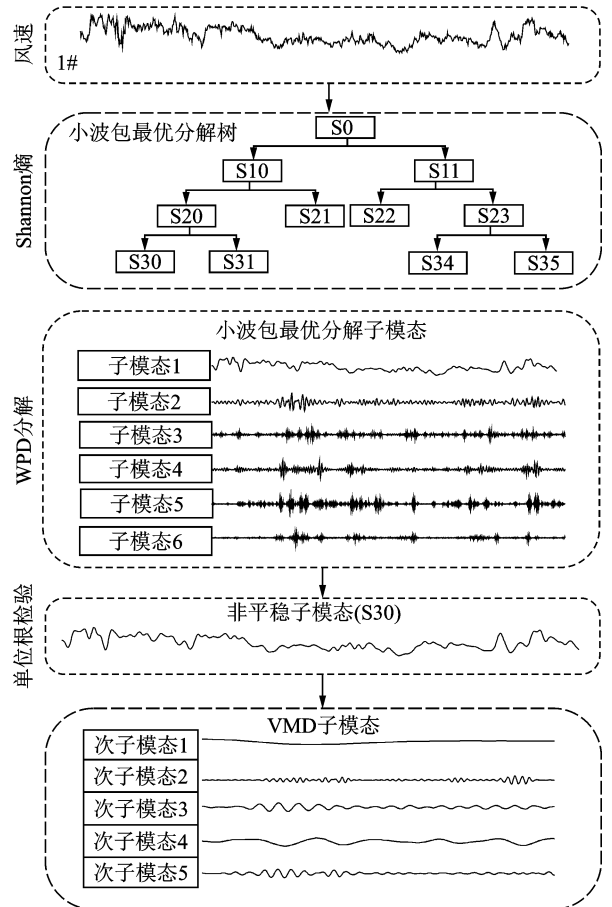 风速
1#
Shannon熵
小波包最优分解树
S0
S10 S11
S20 S21 S22 S23
S30 S31 S34 S35
WPD分解
小波包最优分解子模态
子模态1
子模态2
子模态3
子模态4
子模态5
子模态6
单位根检验
非平稳子模态(S30)
VMD子模态
次子模态1
次子模态2
次子模态3
次子模态4
次子模态5